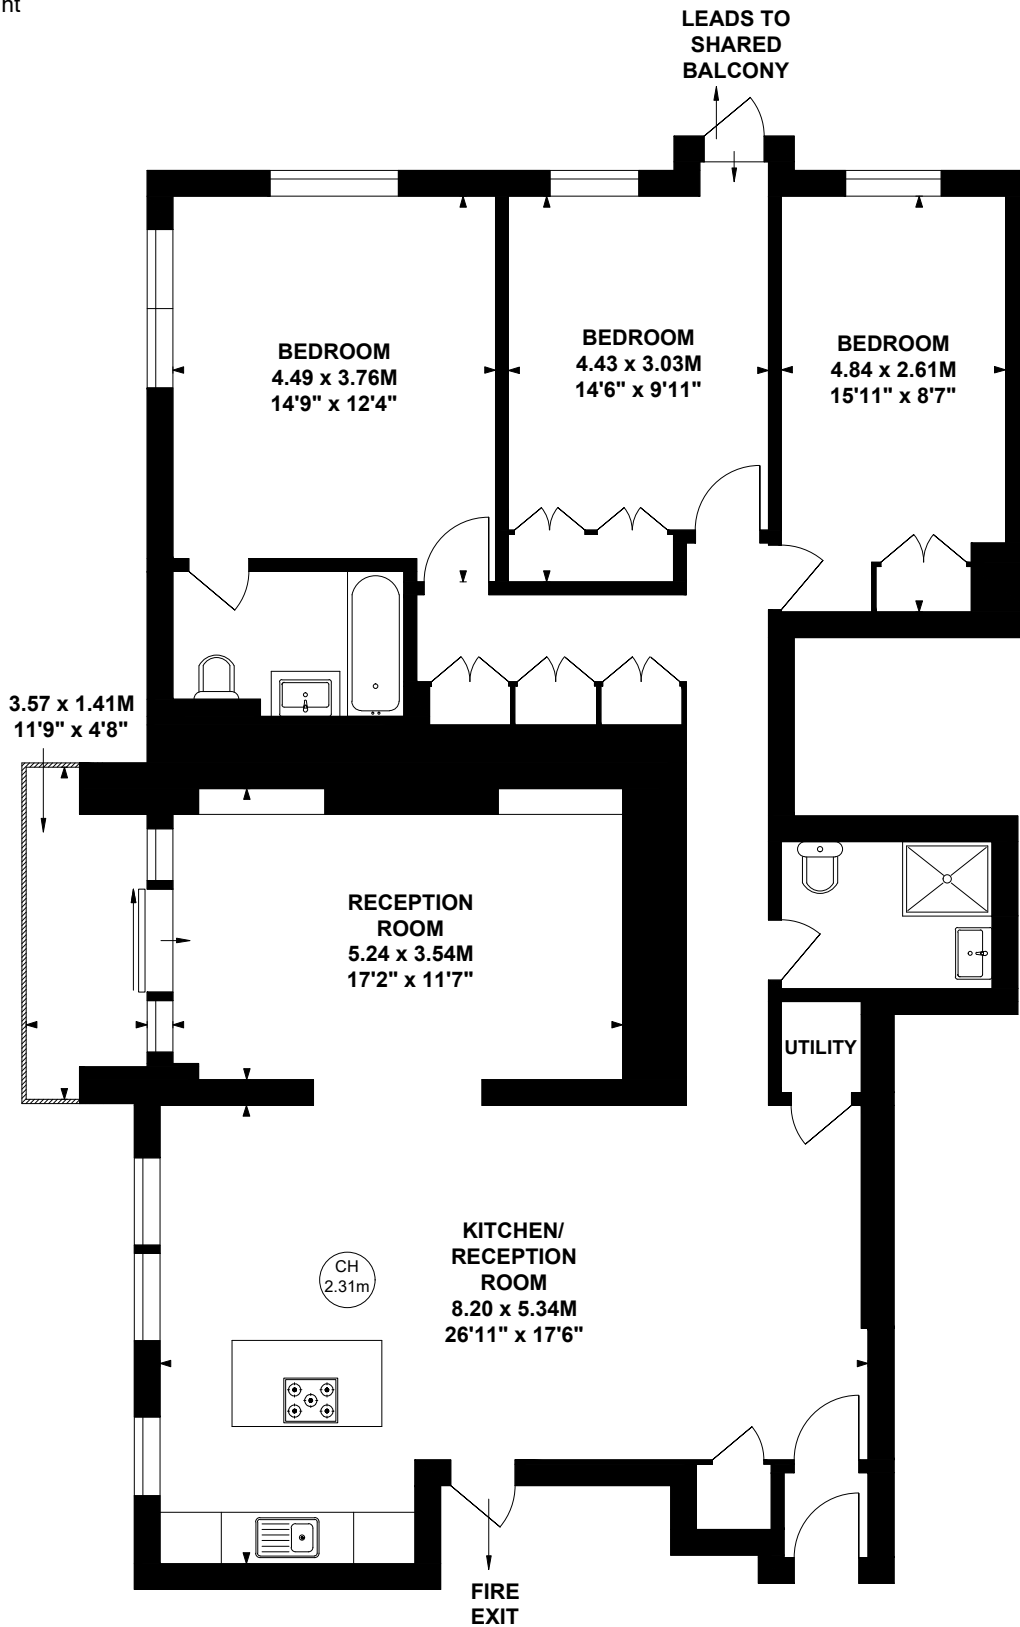 nt
LEADS TO
SHARED
BALCONY
BEDROOM
4.49 x 3.76M
14'9" x 12'4"
BEDROOM
4.43 x 3.03M
14'6" x 9'11"
BEDROOM
4.84 x 2.61M
15'11" x 8'7"
3.57 x 1.41M
11'9" x 4'8"
RECEPTION
ROOM
5.24 x 3.54M
17'2" x 11'7"
UTILITY
KITCHEN/
RECEPTION
ROOM
8.20 x 5.34M
26'11" x 17'6"
CH
2.31m
FIRE
EXIT